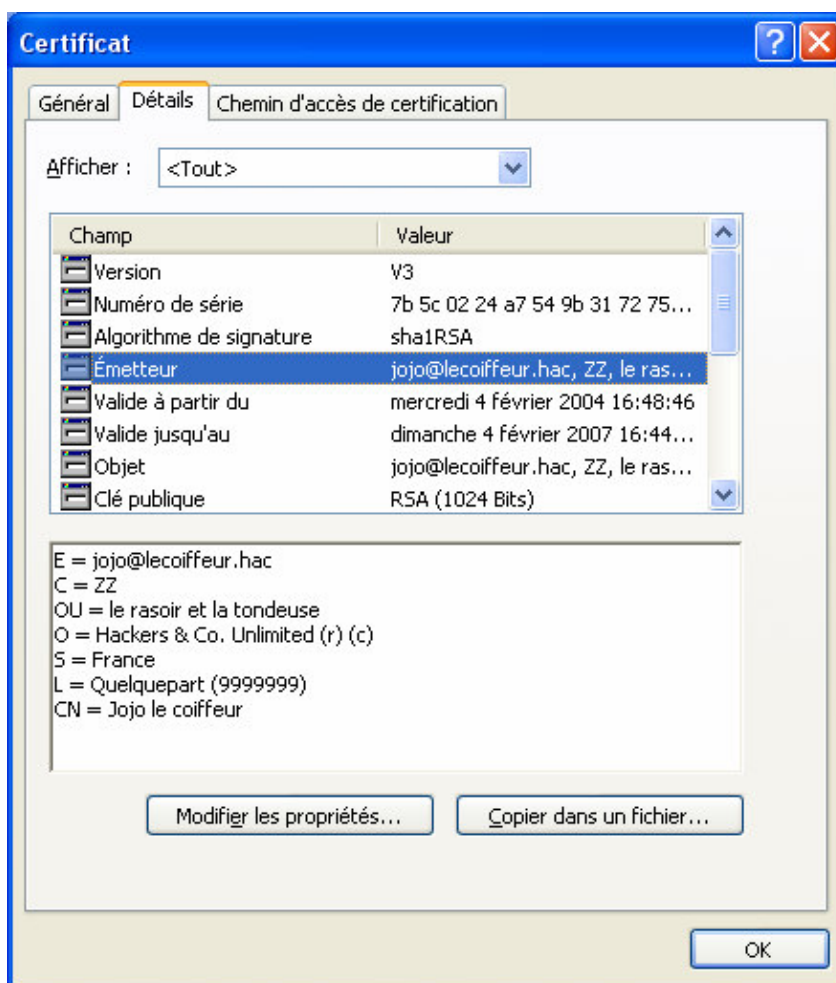 Certificat
Général Détails Chemin d'accès de certification
Afficher : <Tout>
Champ Valeur
Version V3
Numéro de série 7b 5c 02 24 a7 54 9b 31 72 75...
Algorithme de signature sha1RSA
Émetteur jojo@lecoiffeur.hac, ZZ, le ras...
Valide à partir du mercredi 4 février 2004 16:48:46
Valide jusqu'au dimanche 4 février 2007 16:44...
Objet jojo@lecoiffeur.hac, ZZ, le ras...
Clé publique RSA (1024 Bits)
E = jojo@lecoiffeur.hac
C = ZZ
OU = le rasoir et la tondeuse
O = Hackers & Co. Unlimited (r) (c)
S = France
L = Quelquepart (9999999)
CN = Jojo le coiffeur
Modifier les propriétés... Copier dans un fichier...
OK